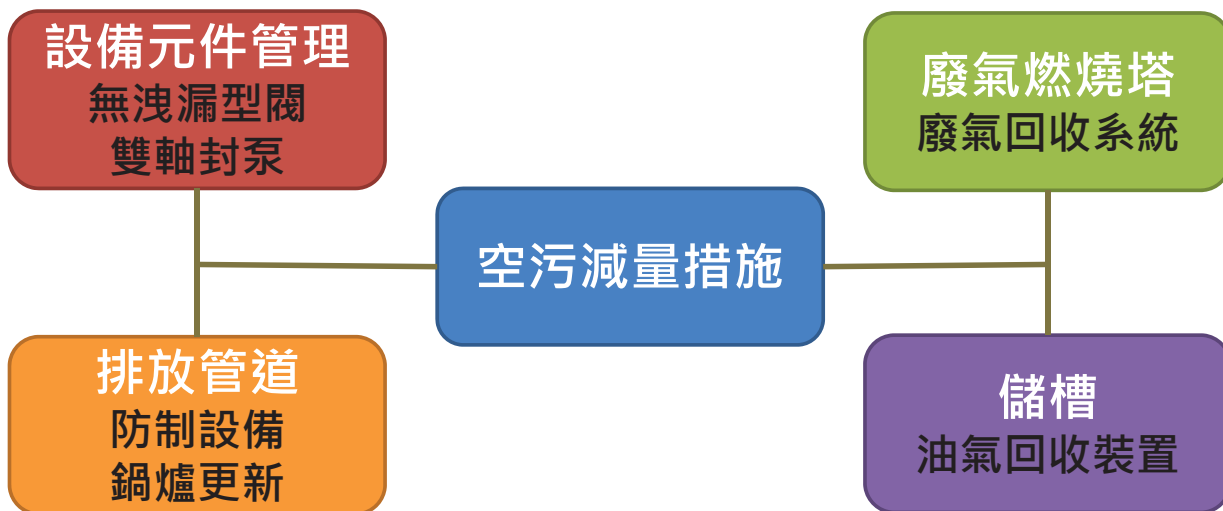 設備元件管理
無洩漏型閥
雙軸封泵
廢氣燃燒塔
廢氣回收系統
空污減量措施
排放管道
防制設備
鍋爐更新
儲槽
油氣回收裝置